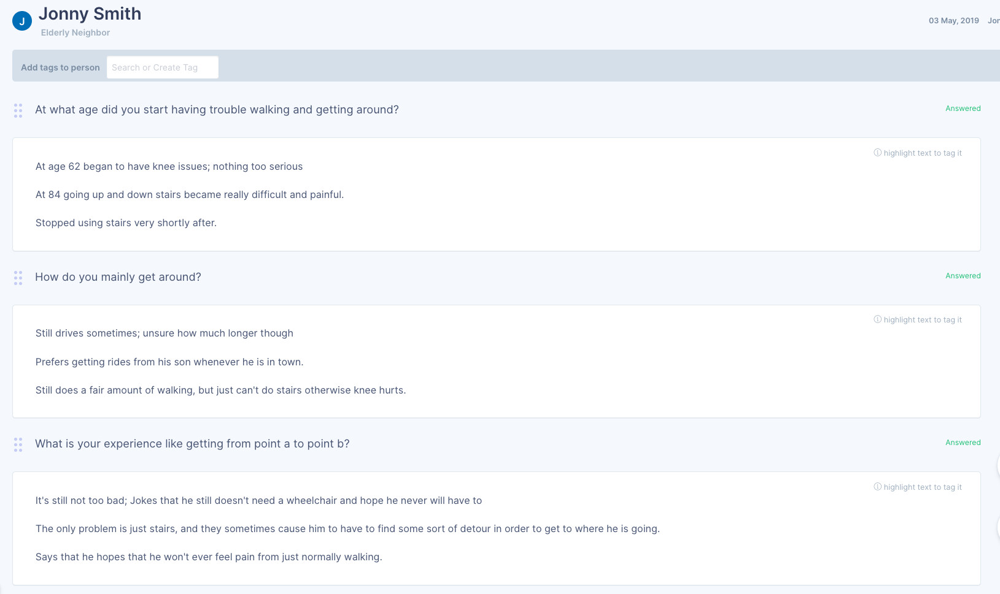 J
Jonny Smith
Elderly Neighbor
03 May, 2019
Add tags to person
Search or Create Tag
At what age did you start having trouble walking and getting around?
Answered
highlight text to tag it
At age 62 began to have knee issues; nothing too serious
At 84 going up and down stairs became really difficult and painful.
Stopped using stairs very shortly after.
How do you mainly get around?
Answered
highlight text to tag it
Still drives sometimes; unsure how much longer though
Prefers getting rides from his son whenever he is in town.
Still does a fair amount of walking, but just can't do stairs otherwise knee hurts.
What is your experience like getting from point a to point b?
Answered
highlight text to tag it
It's still not too bad; Jokes that he still doesn't need a wheelchair and hope he never will have to
The only problem is just stairs, and they sometimes cause him to have to find some sort of detour in order to get to where he is going.
Says that he hopes that he won't ever feel pain from just normally walking.